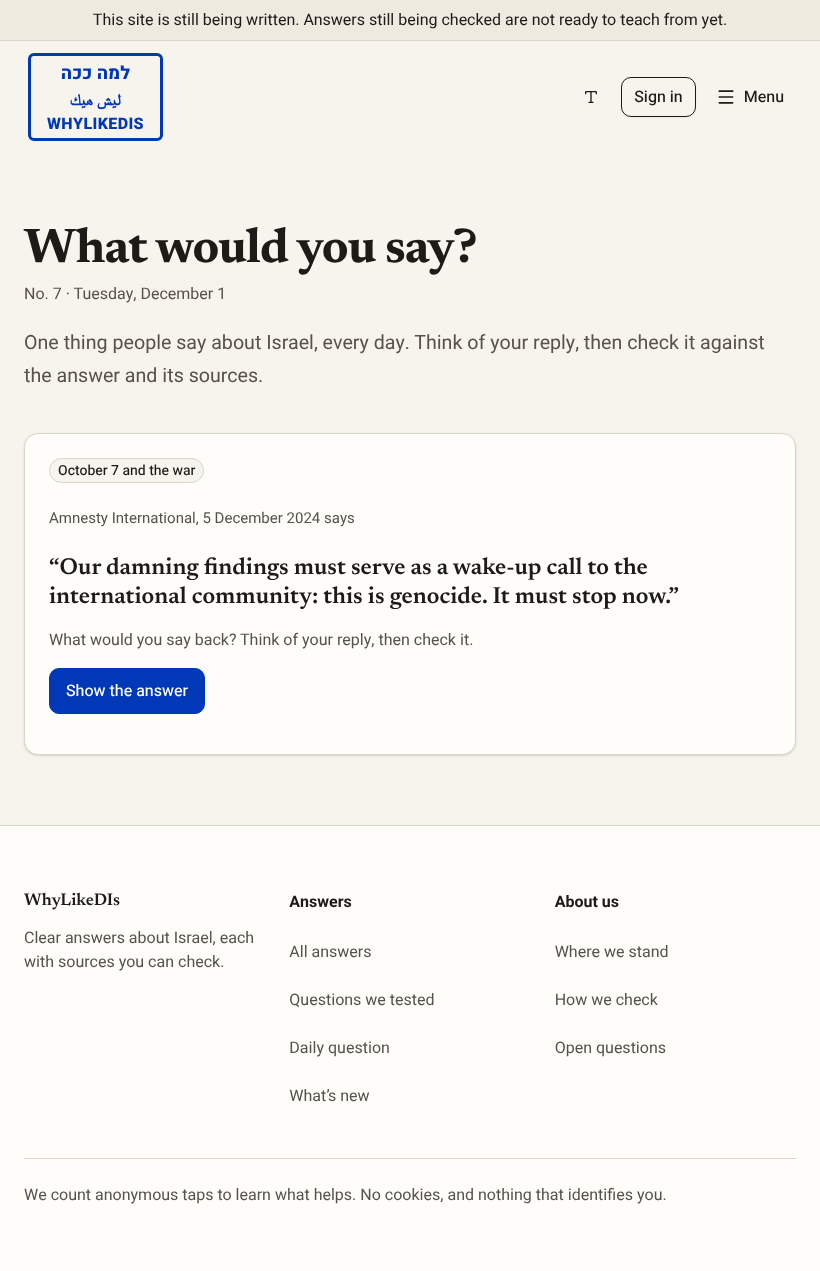 This site is still being written. Answers still being checked are not ready to teach from yet.
למה ככה
ليش هيك
WHYLIKEDIS
T
Sign in
Menu
What would you say?
No. 7 · Tuesday, December 1
One thing people say about Israel, every day. Think of your reply, then check it against
the answer and its sources.
October 7 and the war
Amnesty International, 5 December 2024 says
“Our damning findings must serve as a wake-up call to the
international community: this is genocide. It must stop now.”
What would you say back? Think of your reply, then check it.
Show the answer
WhyLikeDIs
Clear answers about Israel, each
with sources you can check.
Answers
All answers
Questions we tested
Daily question
What’s new
About us
Where we stand
How we check
Open questions
We count anonymous taps to learn what helps. No cookies, and nothing that identifies you.